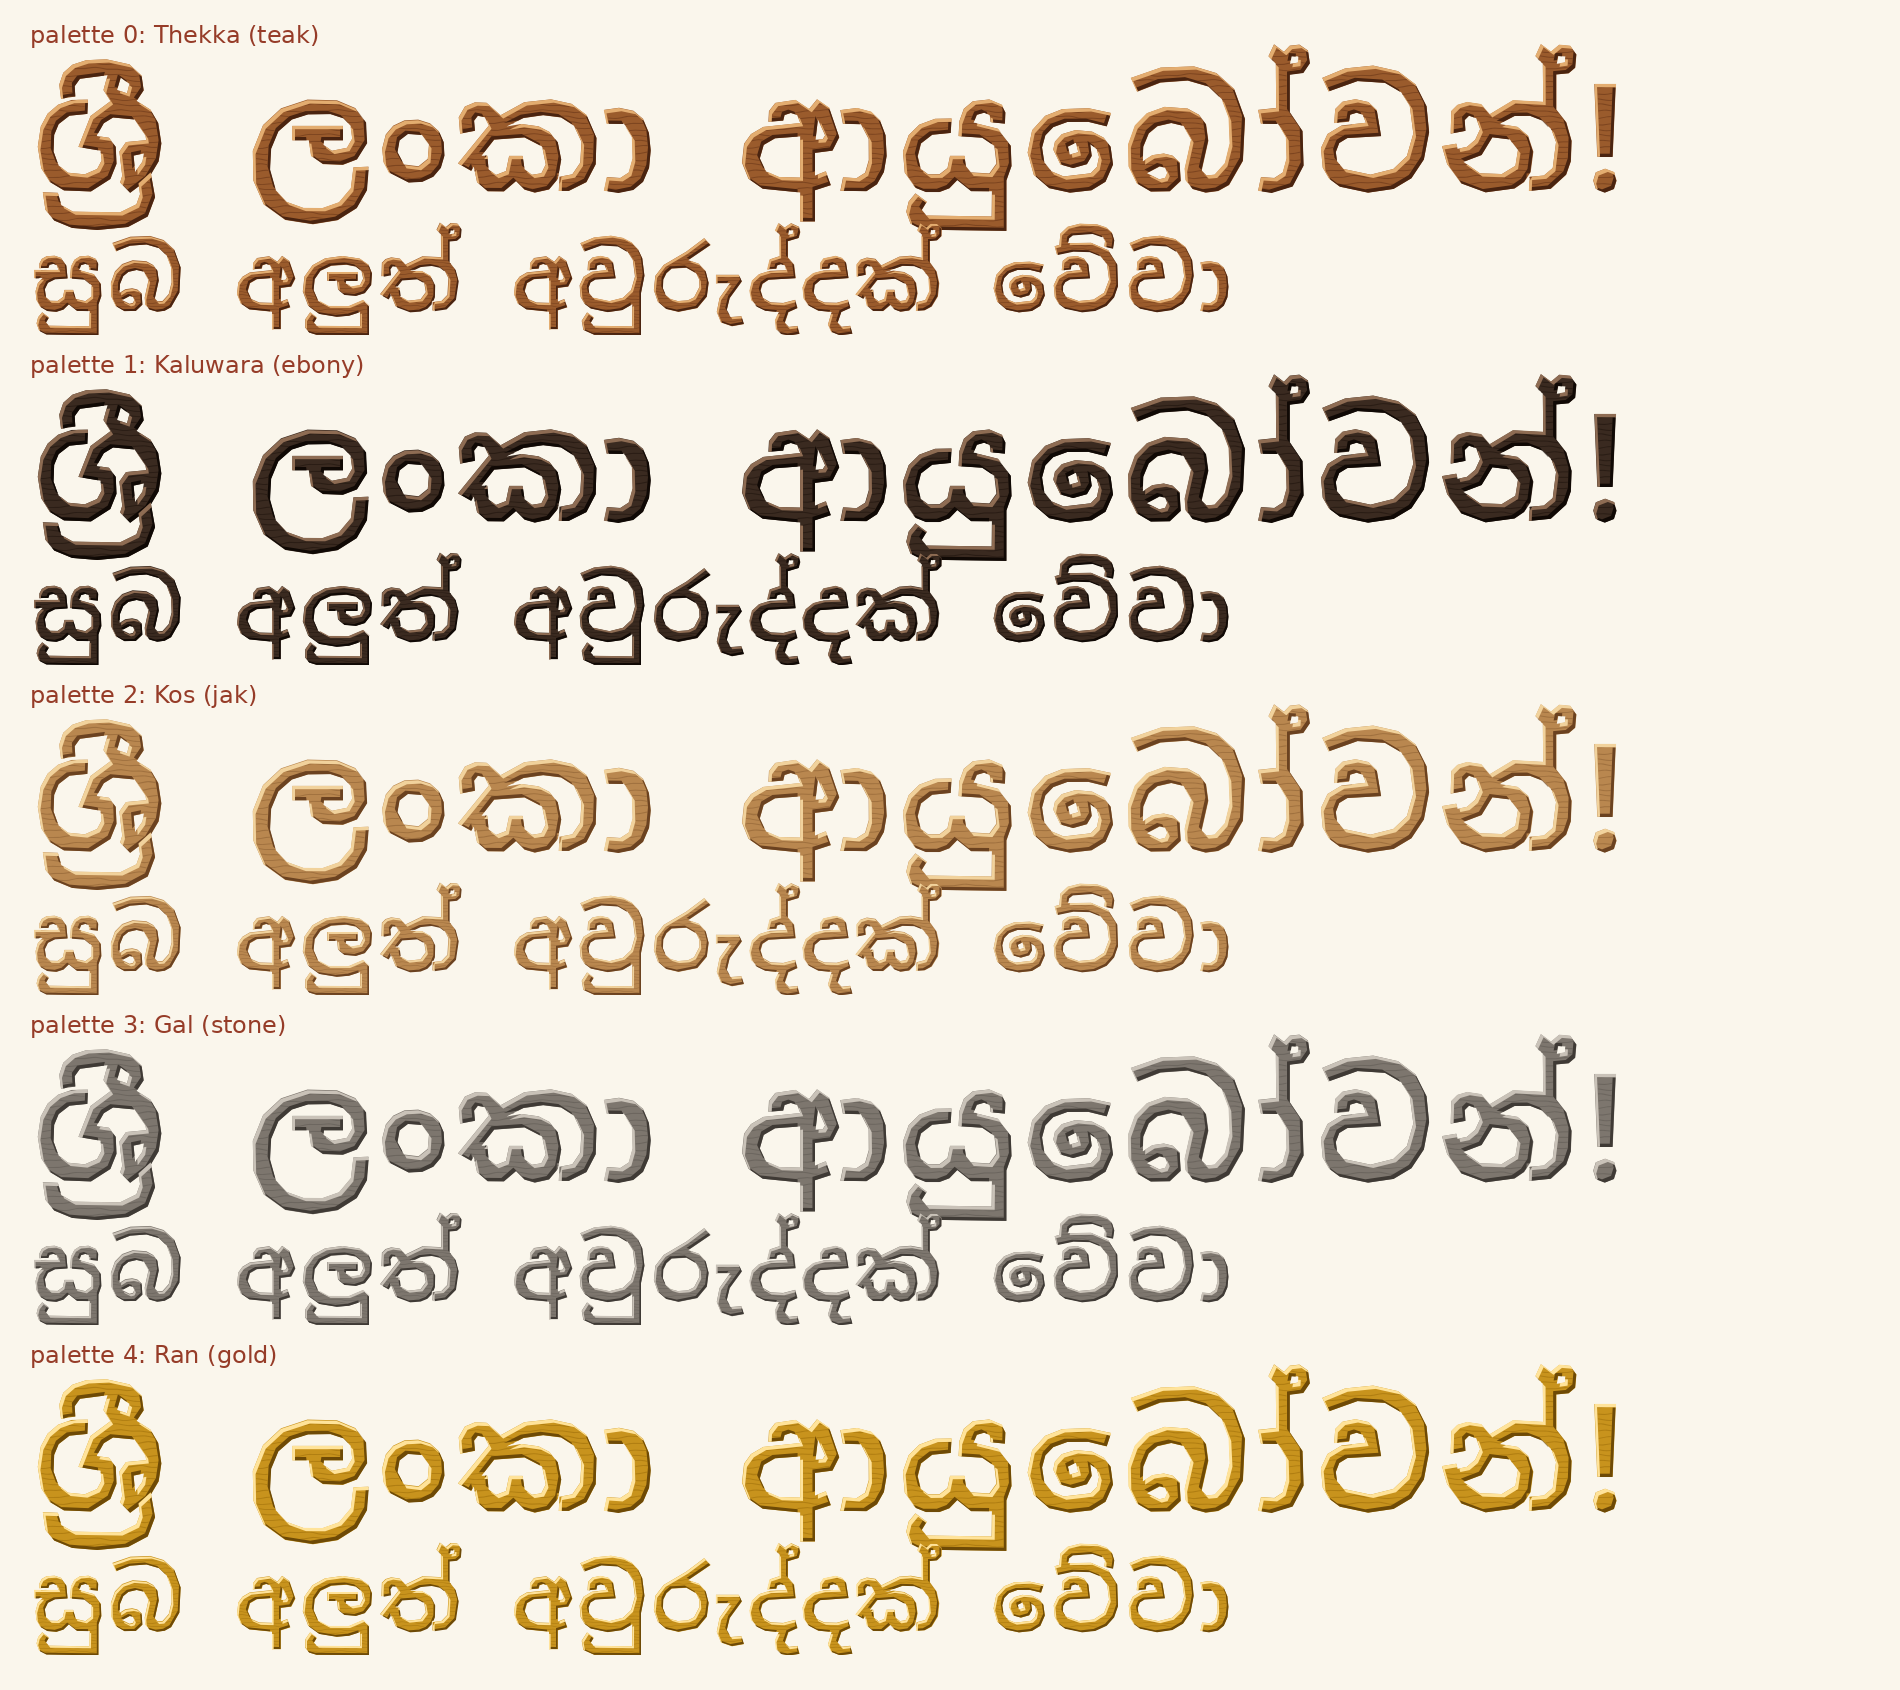 palette 0: Thekka (teak)
ශ්‍රී ලංකා ආයුබෝවන්!
සුබ අලුත් අවුරුද්දක් වේවා
palette 1: Kaluwara (ebony)
ශ්‍රී ලංකා ආයුබෝවන්!
සුබ අලුත් අවුරුද්දක් වේවා
palette 2: Kos (jak)
ශ්‍රී ලංකා ආයුබෝවන්!
සුබ අලුත් අවුරුද්දක් වේවා
palette 3: Gal (stone)
ශ්‍රී ලංකා ආයුබෝවන්!
සුබ අලුත් අවුරුද්දක් වේවා
palette 4: Ran (gold)
ශ්‍රී ලංකා ආයුබෝවන්!
සුබ අලුත් අවුරුද්දක් වේවා